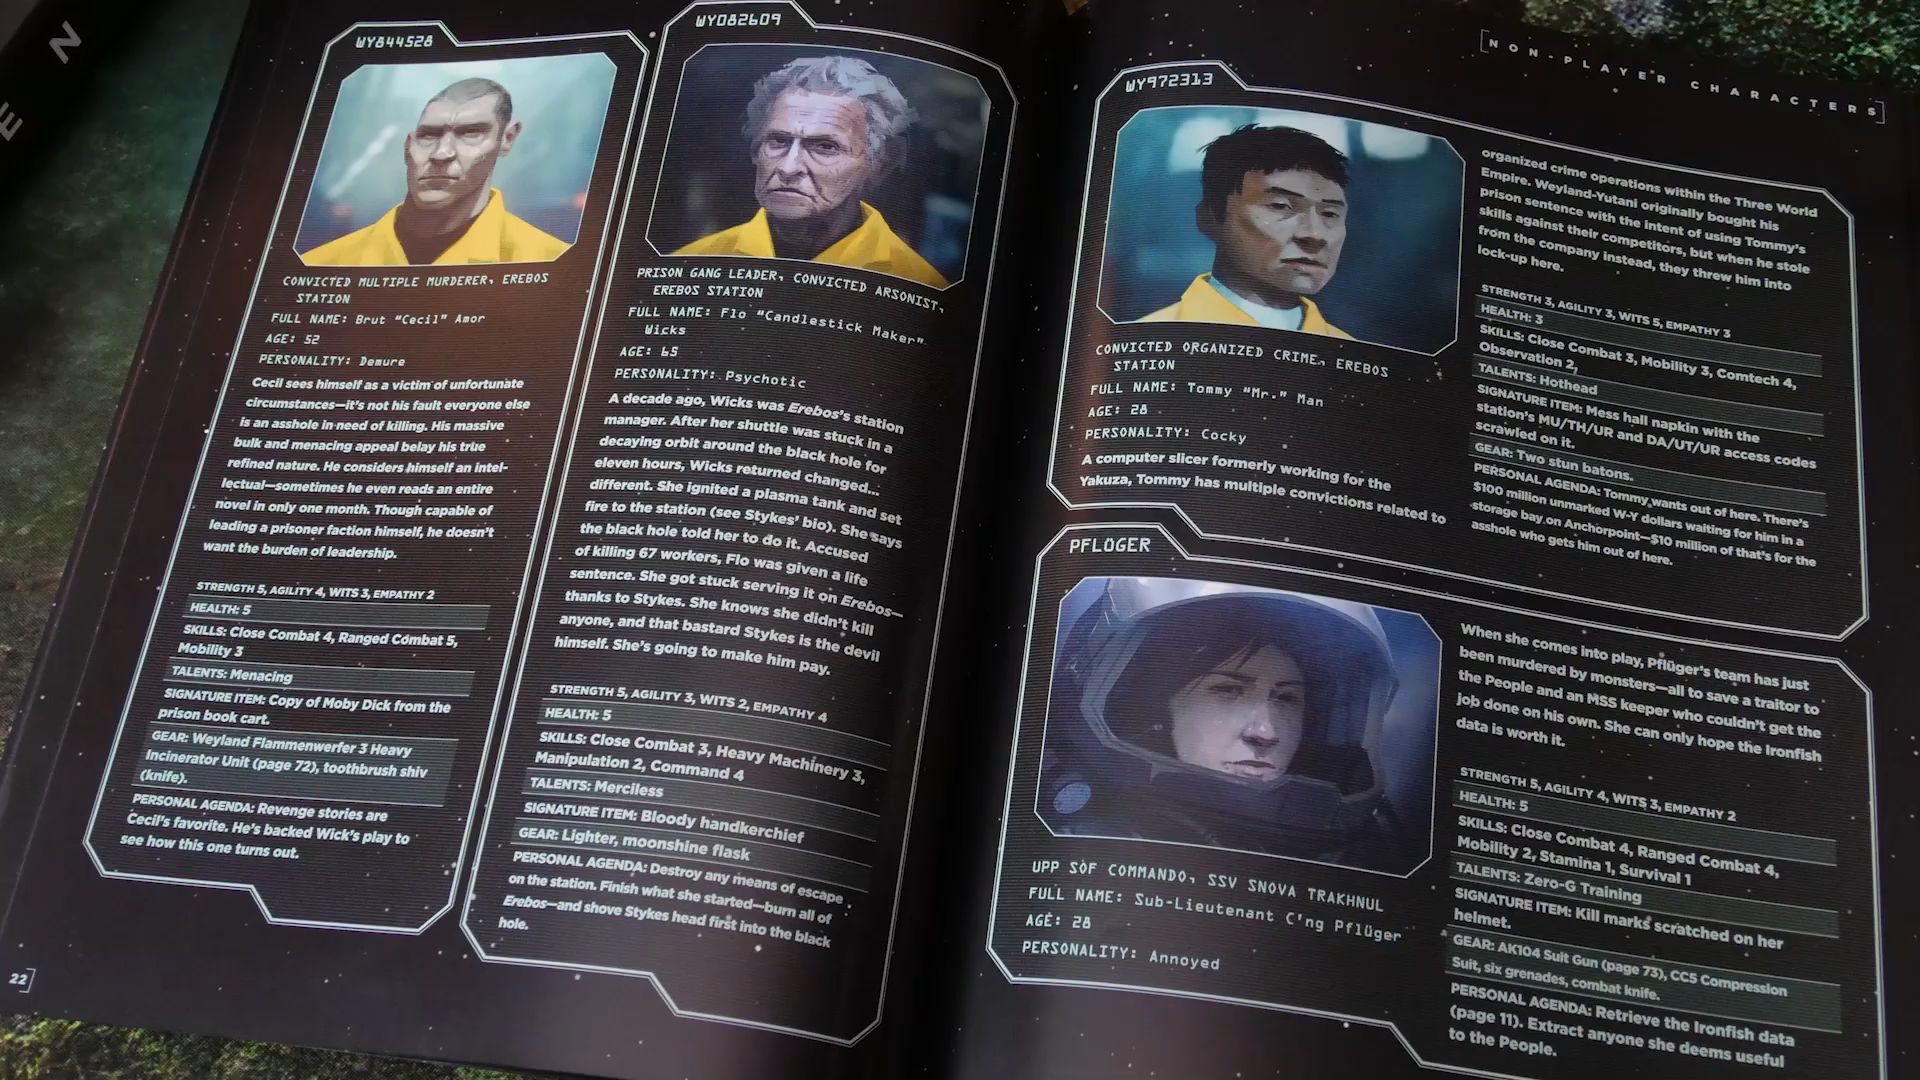 N
E
WY844528
CONVICTED MULTIPLE MURDERER, EREBOS
STATION
FULL NAME: Brut "Cecil" Amor
AGE: 52
PERSONALITY: Demure
Cecil sees himself as a victim of unfortunate
circumstances—it's not his fault everyone else
is an asshole in need of killing. His massive
bulk and menacing appeal belay his true
refined nature. He considers himself an intel-
lectual—sometimes he even reads an entire
novel in only one month. Though capable of
leading a prisoner faction himself, he doesn't
want the burden of leadership.
STRENGTH 5, AGILITY 4, WITS 3, EMPATHY 2
HEALTH: 5
SKILLS: Close Combat 4, Ranged Combat 5,
Mobility 3
TALENTS: Menacing
SIGNATURE ITEM: Copy of Moby Dick from the
prison book cart.
GEAR: Weyland Flammenwerfer 3 Heavy
Incinerator Unit (page 72), toothbrush shiv
(knife).
PERSONAL AGENDA: Revenge stories are
Cecil's favorite. He's backed Wick's play to
see how this one turns out.
22
WY082609
PRISON GANG LEADER, CONVICTED ARSONIST,
EREBOS STATION
FULL NAME: Flo "Candlestick Maker"
Wicks
AGE: 65
PERSONALITY: Psychotic
A decade ago, Wicks was Erebos's station
manager. After her shuttle was stuck in a
decaying orbit around the black hole for
eleven hours, Wicks returned changed...
different. She ignited a plasma tank and set
fire to the station (see Stykes' bio). She says
the black hole told her to do it. Accused
of killing 67 workers, Flo was given a life
sentence. She got stuck serving it on Erebos—
thanks to Stykes. She knows she didn't kill
anyone, and that bastard Stykes is the devil
himself. She's going to make him pay.
STRENGTH 5, AGILITY 3, WITS 2, EMPATHY 4
HEALTH: 5
SKILLS: Close Combat 3, Heavy Machinery 3,
Manipulation 2, Command 4
TALENTS: Merciless
SIGNATURE ITEM: Bloody handkerchief
GEAR: Lighter, moonshine flask
PERSONAL AGENDA: Destroy any means of escape
on the station. Finish what she started—burn all of
Erebos—and shove Stykes head first into the black
hole.
[NON-PLAYER CHARACTERS]
WY972313
CONVICTED ORGANIZED CRIME, EREBOS
STATION
FULL NAME: Tommy "Mr." Man
AGE: 28
PERSONALITY: Cocky
A computer slicer formerly working for the
Yakuza, Tommy has multiple convictions related to
organized crime operations within the Three World
Empire. Weyland-Yutani originally bought his
prison sentence with the intent of using Tommy's
skills against their competitors, but when he stole
from the company instead, they threw him into
lock-up here.
STRENGTH 3, AGILITY 3, WITS 5, EMPATHY 3
HEALTH: 3
SKILLS: Close Combat 3, Mobility 3, Comtech 4,
Observation 2,
TALENTS: Hothead
SIGNATURE ITEM: Mess hall napkin with the
station's MU/TH/UR and DA/UT/UR access codes
scrawled on it.
GEAR: Two stun batons.
PERSONAL AGENDA: Tommy wants out of here. There's
$100 million unmarked W-Y dollars waiting for him in a
storage bay on Anchorpoint—$10 million of that's for the
asshole who gets him out of here.
PFLÜGER
UPP SOF COMMANDO, SSV SNOVA TRAKHNUL
FULL NAME: Sub-Lieutenant C'ng Pflüger
AGE: 28
PERSONALITY: Annoyed
When she comes into play, Pflüger's team has just
been murdered by monsters—all to save a traitor to
the People and an MSS keeper who couldn't get the
job done on his own. She can only hope the Ironfish
data is worth it.
STRENGTH 5, AGILITY 4, WITS 3, EMPATHY 2
HEALTH: 5
SKILLS: Close Combat 4, Ranged Combat 4,
Mobility 2, Stamina 1, Survival 1
TALENTS: Zero-G Training
SIGNATURE ITEM: Kill marks scratched on her
helmet.
GEAR: AK104 Suit Gun (page 73), CC5 Compression
Suit, six grenades, combat knife.
PERSONAL AGENDA: Retrieve the Ironfish data
(page 11). Extract anyone she deems useful
to the People.